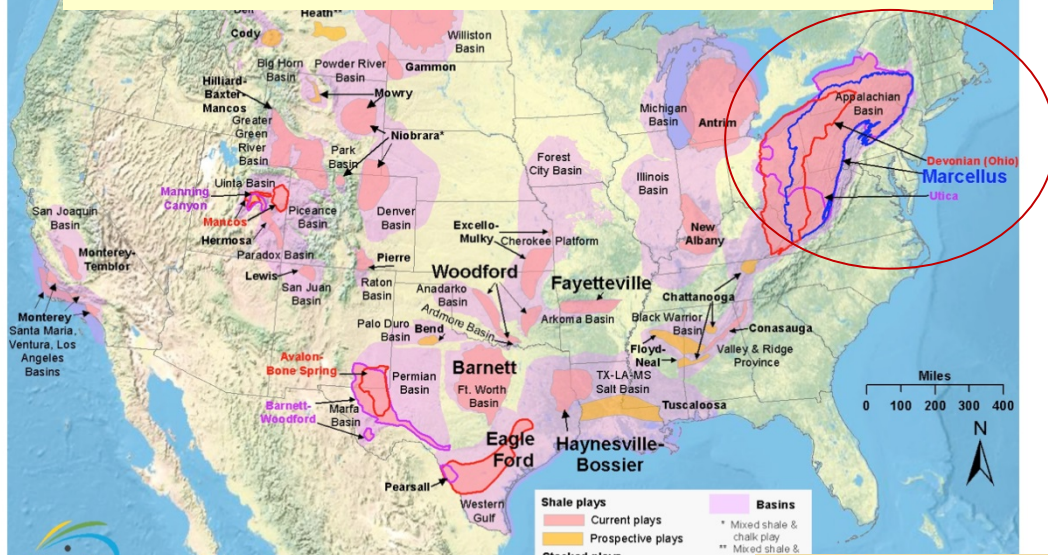 Heath**
Cody
Williston
Basin
Big Horn
Basin
Powder River
Basin
Gammon
Hilliard-
Baxter-
Mancos
Mowry
Greater
Green
River
Basin
Niobrara*
Park
Basin
Michigan
Basin
Antrim
Appalachian
Basin
Devonian (Ohio)
Marcellus
Utica
Forest
City Basin
Illinois
Basin
Uinta Basin
Manning
Canyon
Mancos
Piceance
Basin
Denver
Basin
San Joaquin
Basin
Hermosa
Paradox Basin
Excello-
Mulky
Cherokee Platform
New
Albany
Monterey-
Temblor
Lewis
San Juan
Basin
Pierre
Raton
Basin
Woodford
Anadarko
Basin
Fayetteville
Arkoma Basin
Chattanooga
Black Warrior
Basin
Conasauga
Monterey
Santa Maria,
Ventura, Los
Angeles
Basins
Palo Duro
Basin
Bend
Ardmore Basin
Floyd-
Neal
Valley & Ridge
Province
Avalon-
Bone Spring
Permian
Basin
Barnett
Ft. Worth
Basin
TX-LA-MS
Salt Basin
Tuscaloosa
Miles
0 100 200 300 400
N
Barnett-
Woodford
Marfa
Basin
Eagle
Ford
Haynesville-
Bossier
Pearsall
Western
Gulf
Shale plays
Current plays
Prospective plays
Basins
* Mixed shale &
chalk play
** Mixed shale &